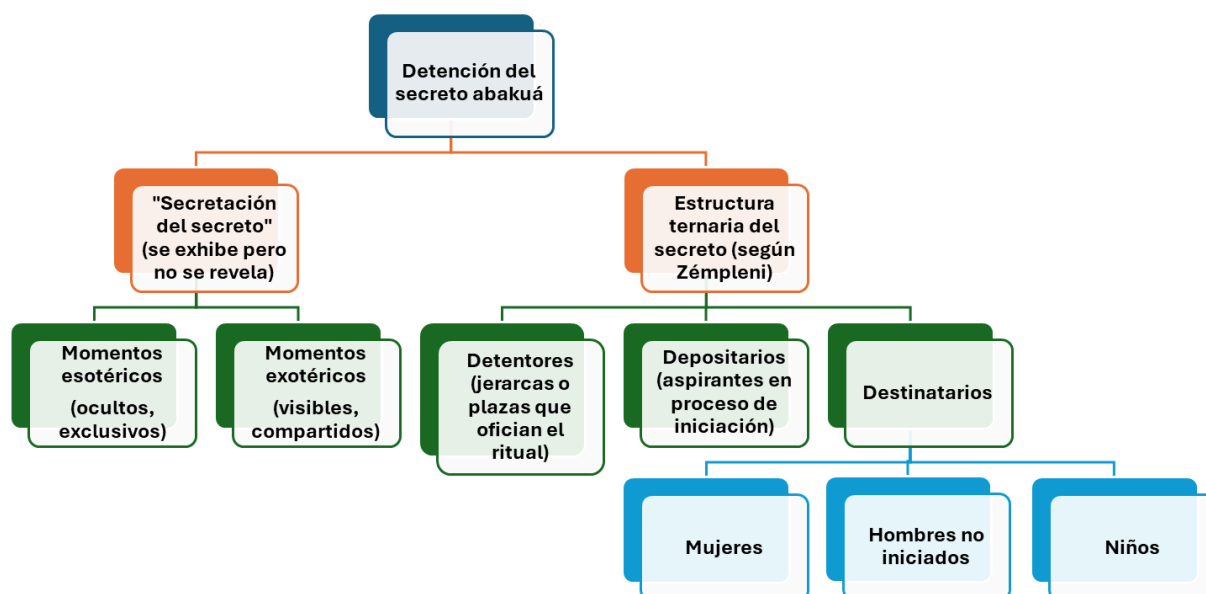 Detención del
secreto abakuá
"Secretación
del secreto"
(se exhibe pero
no se revela)
Estructura
ternaria del
secreto (según
Zémpleni)
Momentos
esotéricos
(ocultos,
exclusivos)
Momentos
exotéricos
(visibles,
compartidos)
Detentores
(jerarcas o
plazas que
ofician el
ritual)
Depositarios
(aspirantes en
proceso de
iniciación)
Destinatarios
Mujeres
Hombres no
iniciados
Niños